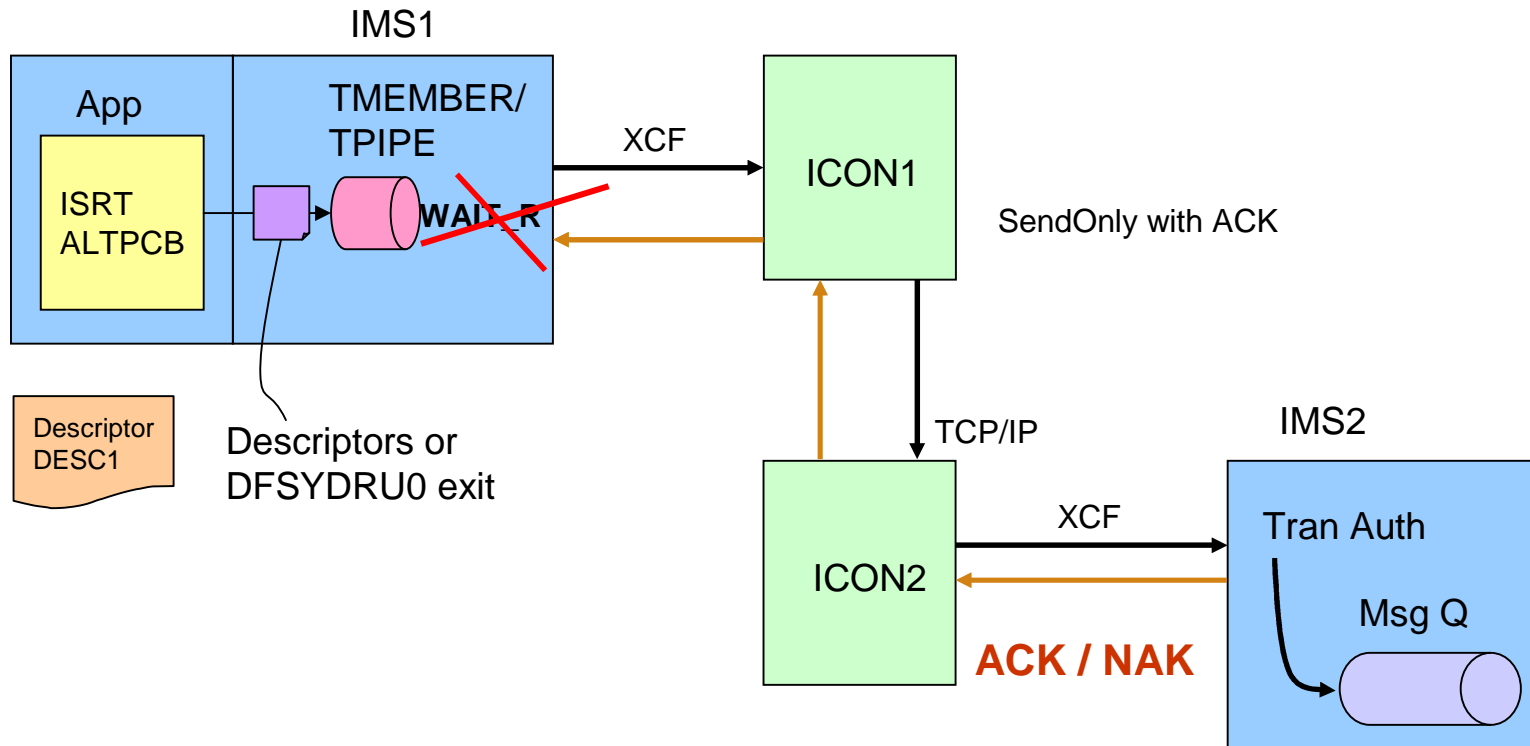 IMS1
App
TMEMBER/
TPIPE
XCF
ICON1
ISRT
ALTPCB
WAIT_R
SendOnly with ACK
Descriptor
DESC1
Descriptors or
DFSYDRU0 exit
TCP/IP
IMS2
ICON2
XCF
Tran Auth
Msg Q
ACK / NAK